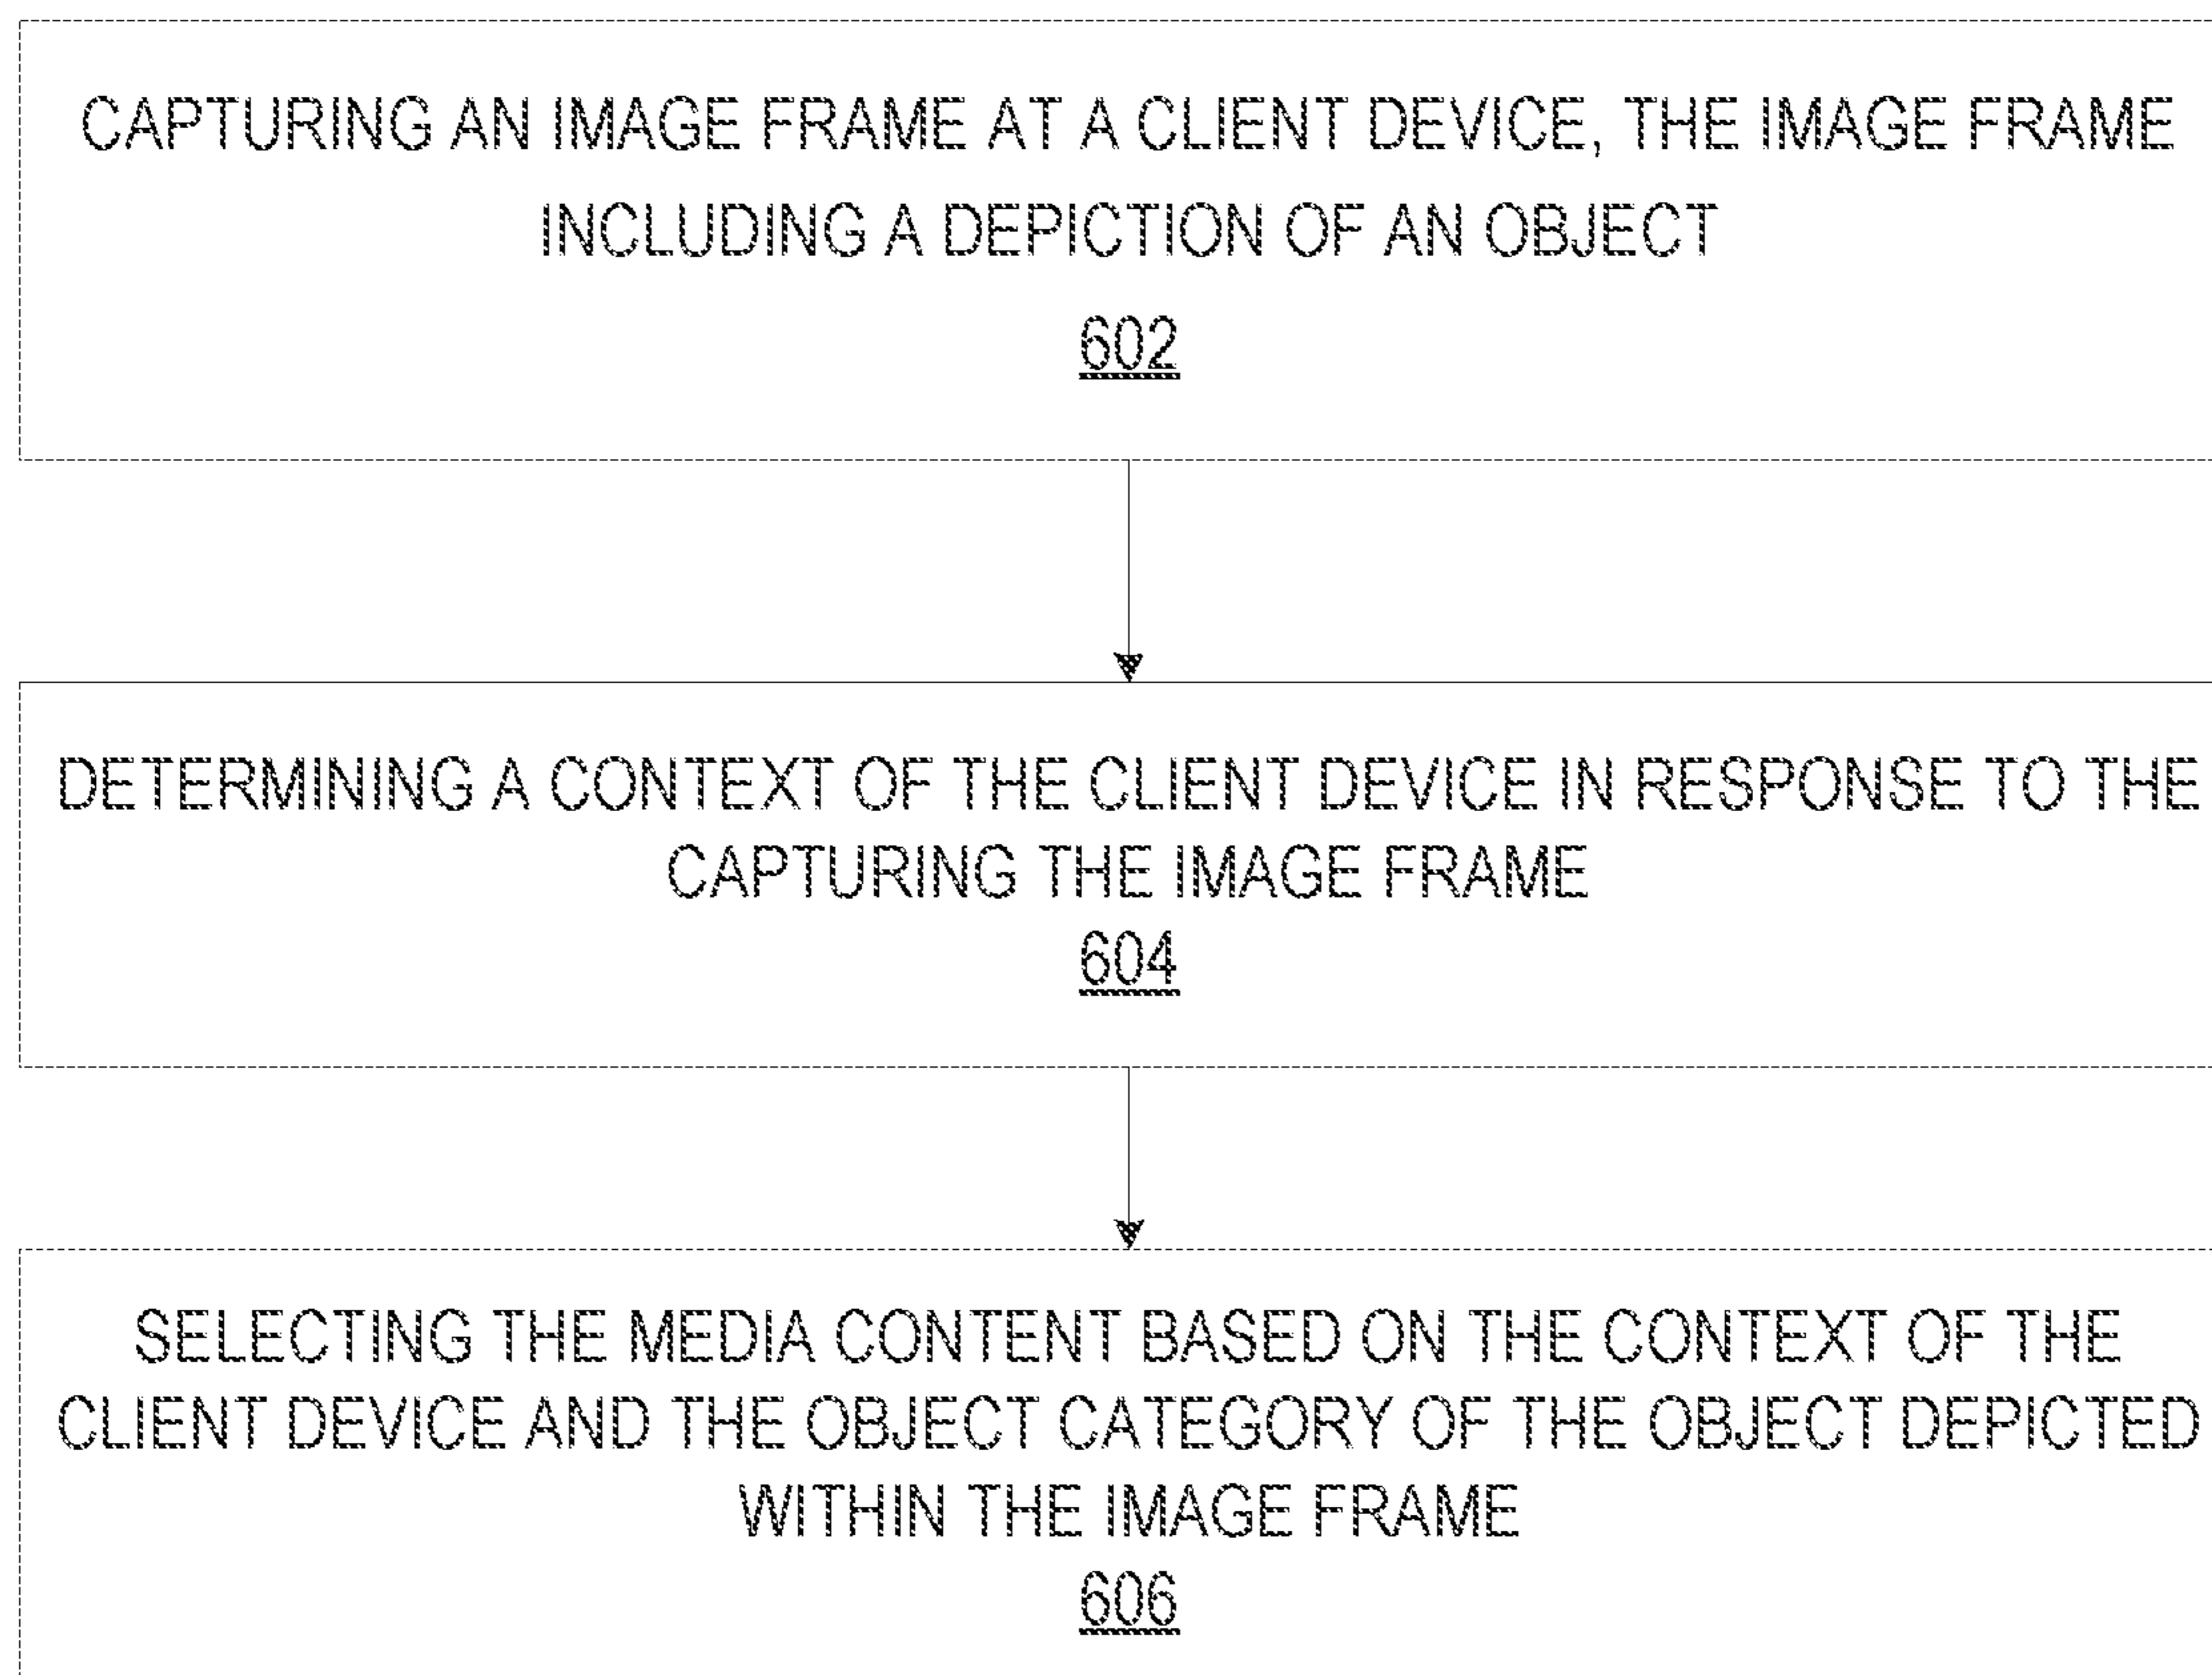 CAPTURING AN IMAGE FRAME AT A CLIENT DEVICE, THE IMAGE FRAME
INCLUDING A DEPICTION OF AN OBJECT
602
DETERMINING A CONTEXT OF THE CLIENT DEVICE IN RESPONSE TO THE
CAPTURING THE IMAGE FRAME
604
SELECTING THE MEDIA CONTENT BASED ON THE CONTEXT OF THE
CLIENT DEVICE AND THE OBJECT CATEGORY OF THE OBJECT DEPICTED
WITHIN THE IMAGE FRAME
606